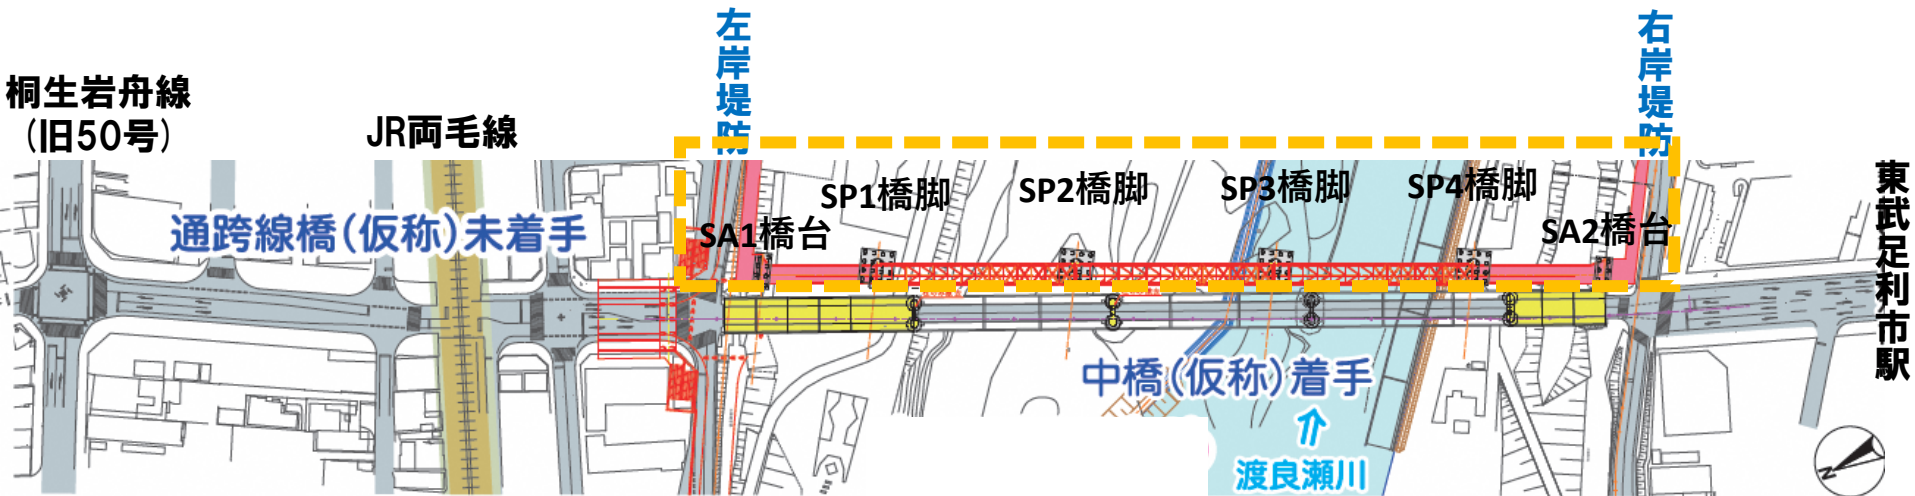 桐生岩舟線
(旧50号)
JR両毛線
左岸堤防
右岸堤防
SP1橋脚
SP2橋脚
SP3橋脚
SP4橋脚
SA1橋台
SA2橋台
通跨線橋(仮称)未着手
中橋(仮称)着手
渡良瀬川
東武足利市駅
N